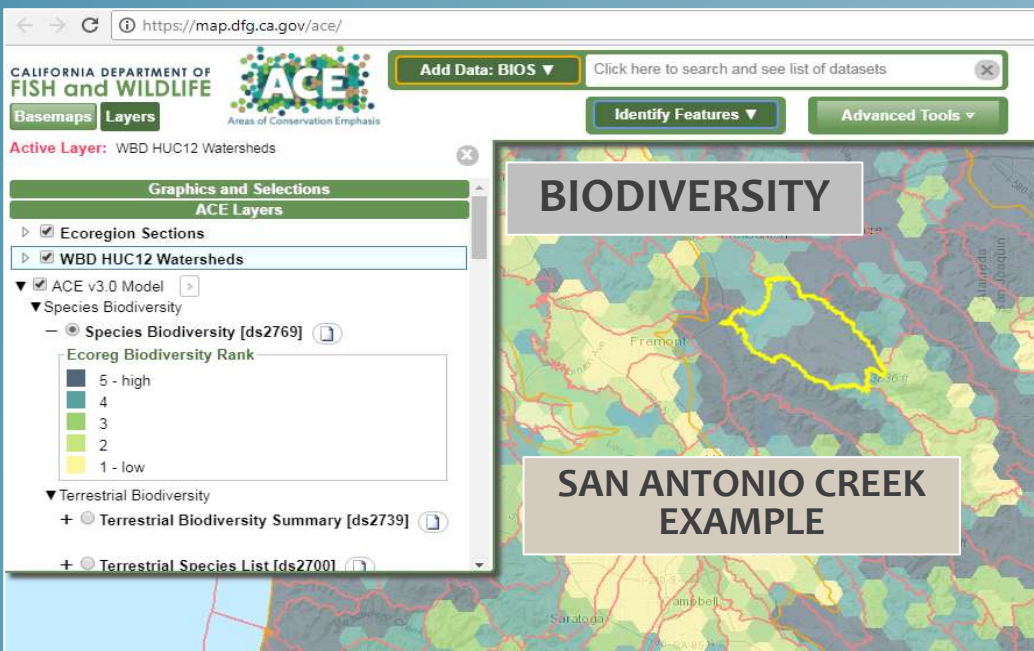 https://map.dfg.ca.gov/ace/
CALIFORNIA DEPARTMENT OF
FISH and WILDLIFE
ACE
Areas of Conservation Emphasis
Add Data: BIOS ▼
Click here to search and see list of datasets
Basemaps
Layers
Identify Features ▼
Advanced Tools ▾
Active Layer: WBD HUC12 Watersheds
Graphics and Selections
ACE Layers
Ecoregion Sections
WBD HUC12 Watersheds
ACE v3.0 Model
Species Biodiversity
Species Biodiversity [ds2769]
Ecoreg Biodiversity Rank
5 - high
4
3
2
1 - low
Terrestrial Biodiversity
Terrestrial Biodiversity Summary [ds2739]
Terrestrial Species List [ds2700]
BIODIVERSITY
Alameda
San Joaquin
Fremont
SAN ANTONIO CREEK
EXAMPLE
Campbell
Saratoga